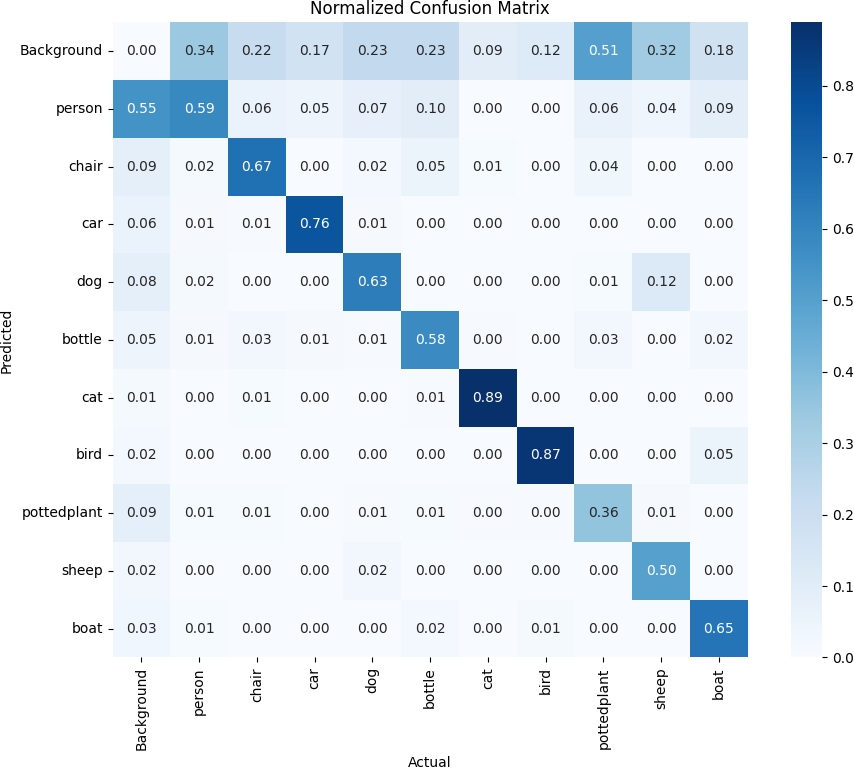 Normalized Confusion Matrix
Background 0.00 0.34 0.22 0.17 0.23 0.23 0.09 0.12 0.51 0.32 0.18
person 0.55 0.59 0.06 0.05 0.07 0.10 0.00 0.00 0.06 0.04 0.09
chair 0.09 0.02 0.67 0.00 0.02 0.05 0.01 0.00 0.04 0.00 0.00
car 0.06 0.01 0.01 0.76 0.01 0.00 0.00 0.00 0.00 0.00 0.00
dog 0.08 0.02 0.00 0.00 0.63 0.00 0.00 0.00 0.01 0.12 0.00
bottle 0.05 0.01 0.03 0.01 0.01 0.58 0.00 0.00 0.03 0.00 0.02
cat 0.01 0.00 0.01 0.00 0.00 0.01 0.89 0.00 0.00 0.00 0.00
bird 0.02 0.00 0.00 0.00 0.00 0.00 0.00 0.87 0.00 0.00 0.05
pottedplant 0.09 0.01 0.01 0.00 0.01 0.01 0.00 0.00 0.36 0.01 0.00
sheep 0.02 0.00 0.00 0.00 0.02 0.00 0.00 0.00 0.00 0.50 0.00
boat 0.03 0.01 0.00 0.00 0.00 0.02 0.00 0.01 0.00 0.00 0.65
Background person chair car dog bottle cat bird pottedplant sheep boat
Actual
Predicted
0.8
0.7
0.6
0.5
0.4
0.3
0.2
0.1
0.0